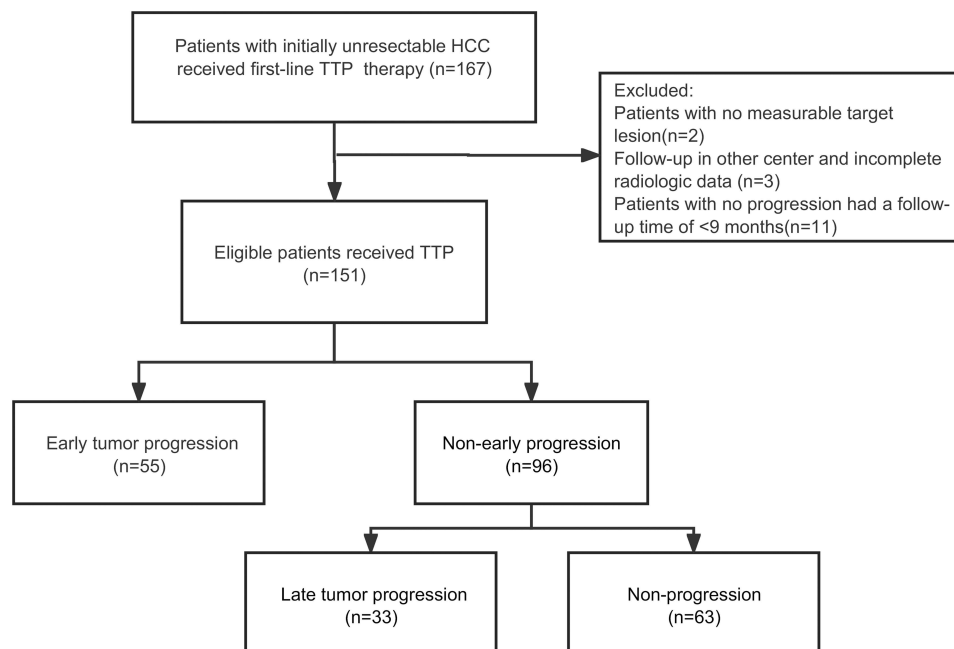 Patients with initially unresectable HCC
received first-line TTP therapy (n=167)
Excluded:
Patients with no measurable target
lesion(n=2)
Follow-up in other center and incomplete
radiologic data (n=3)
Patients with no progression had a follow-
up time of <9 months(n=11)
Eligible patients received TTP
(n=151)
Early tumor progression
(n=55)
Non-early progression
(n=96)
Late tumor progression
(n=33)
Non-progression
(n=63)